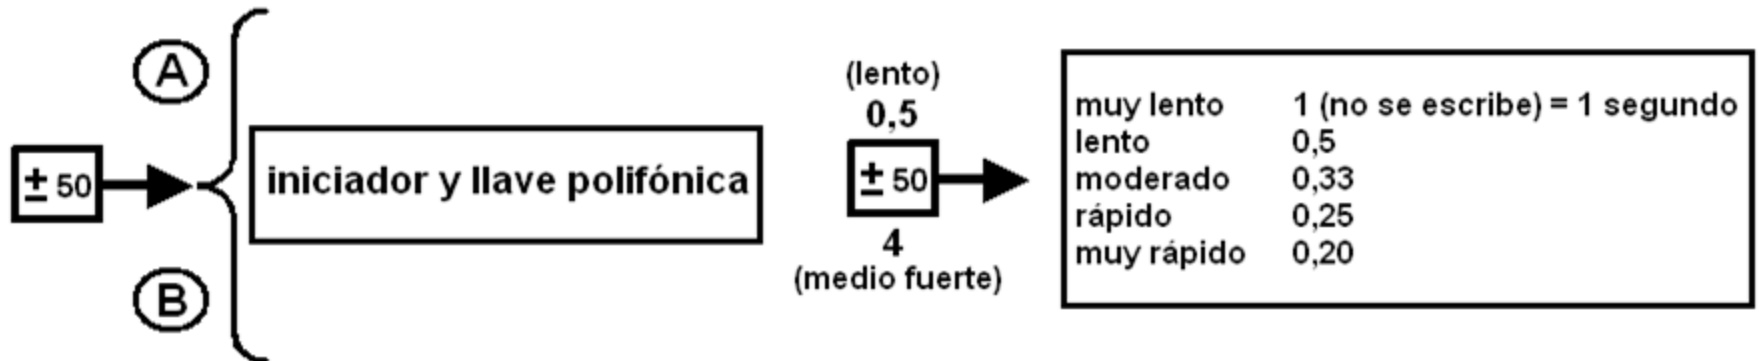 A
± 50
iniciador y llave polifónica
B
(lento)
0,5
± 50
4
(medio fuerte)
muy lento 1 (no se escribe) = 1 segundo
lento 0,5
moderado 0,33
rápido 0,25
muy rápido 0,20